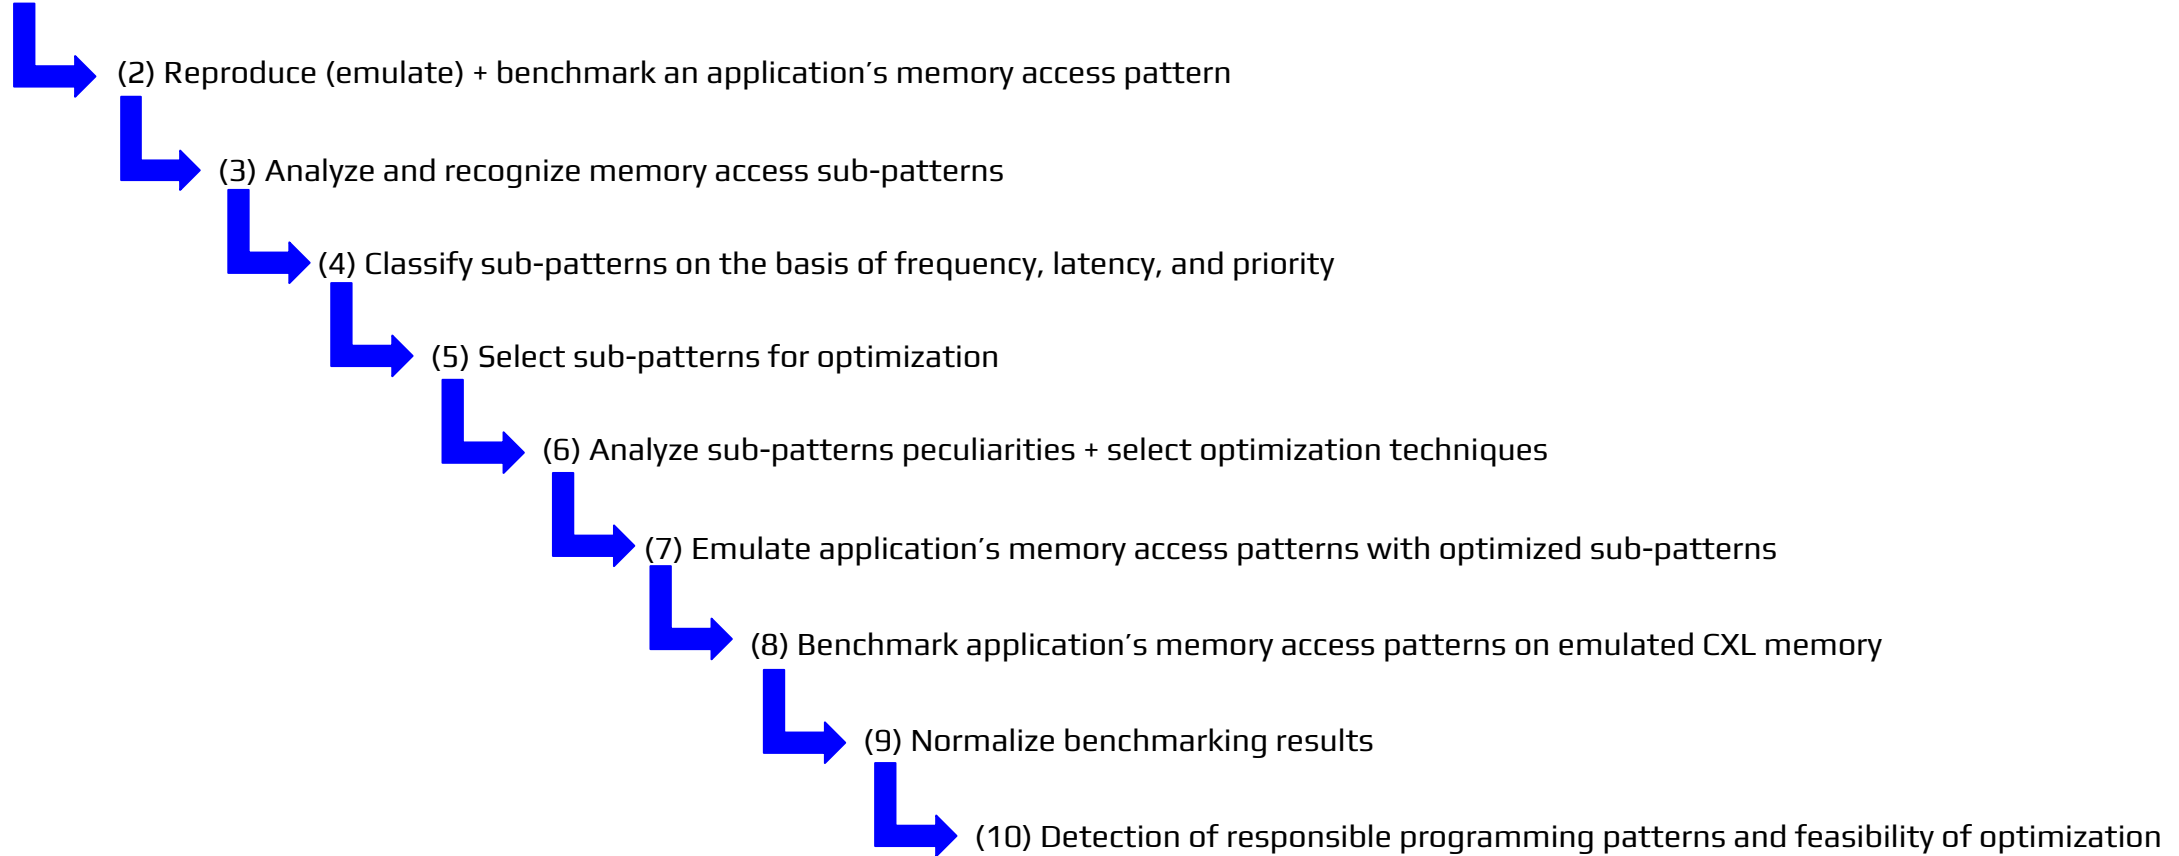 (2) Reproduce (emulate) + benchmark an application's memory access pattern
(3) Analyze and recognize memory access sub-patterns
(4) Classify sub-patterns on the basis of frequency, latency, and priority
(5) Select sub-patterns for optimization
(6) Analyze sub-patterns peculiarities + select optimization techniques
(7) Emulate application's memory access patterns with optimized sub-patterns
(8) Benchmark application's memory access patterns on emulated CXL memory
(9) Normalize benchmarking results
(10) Detection of responsible programming patterns and feasibility of optimization